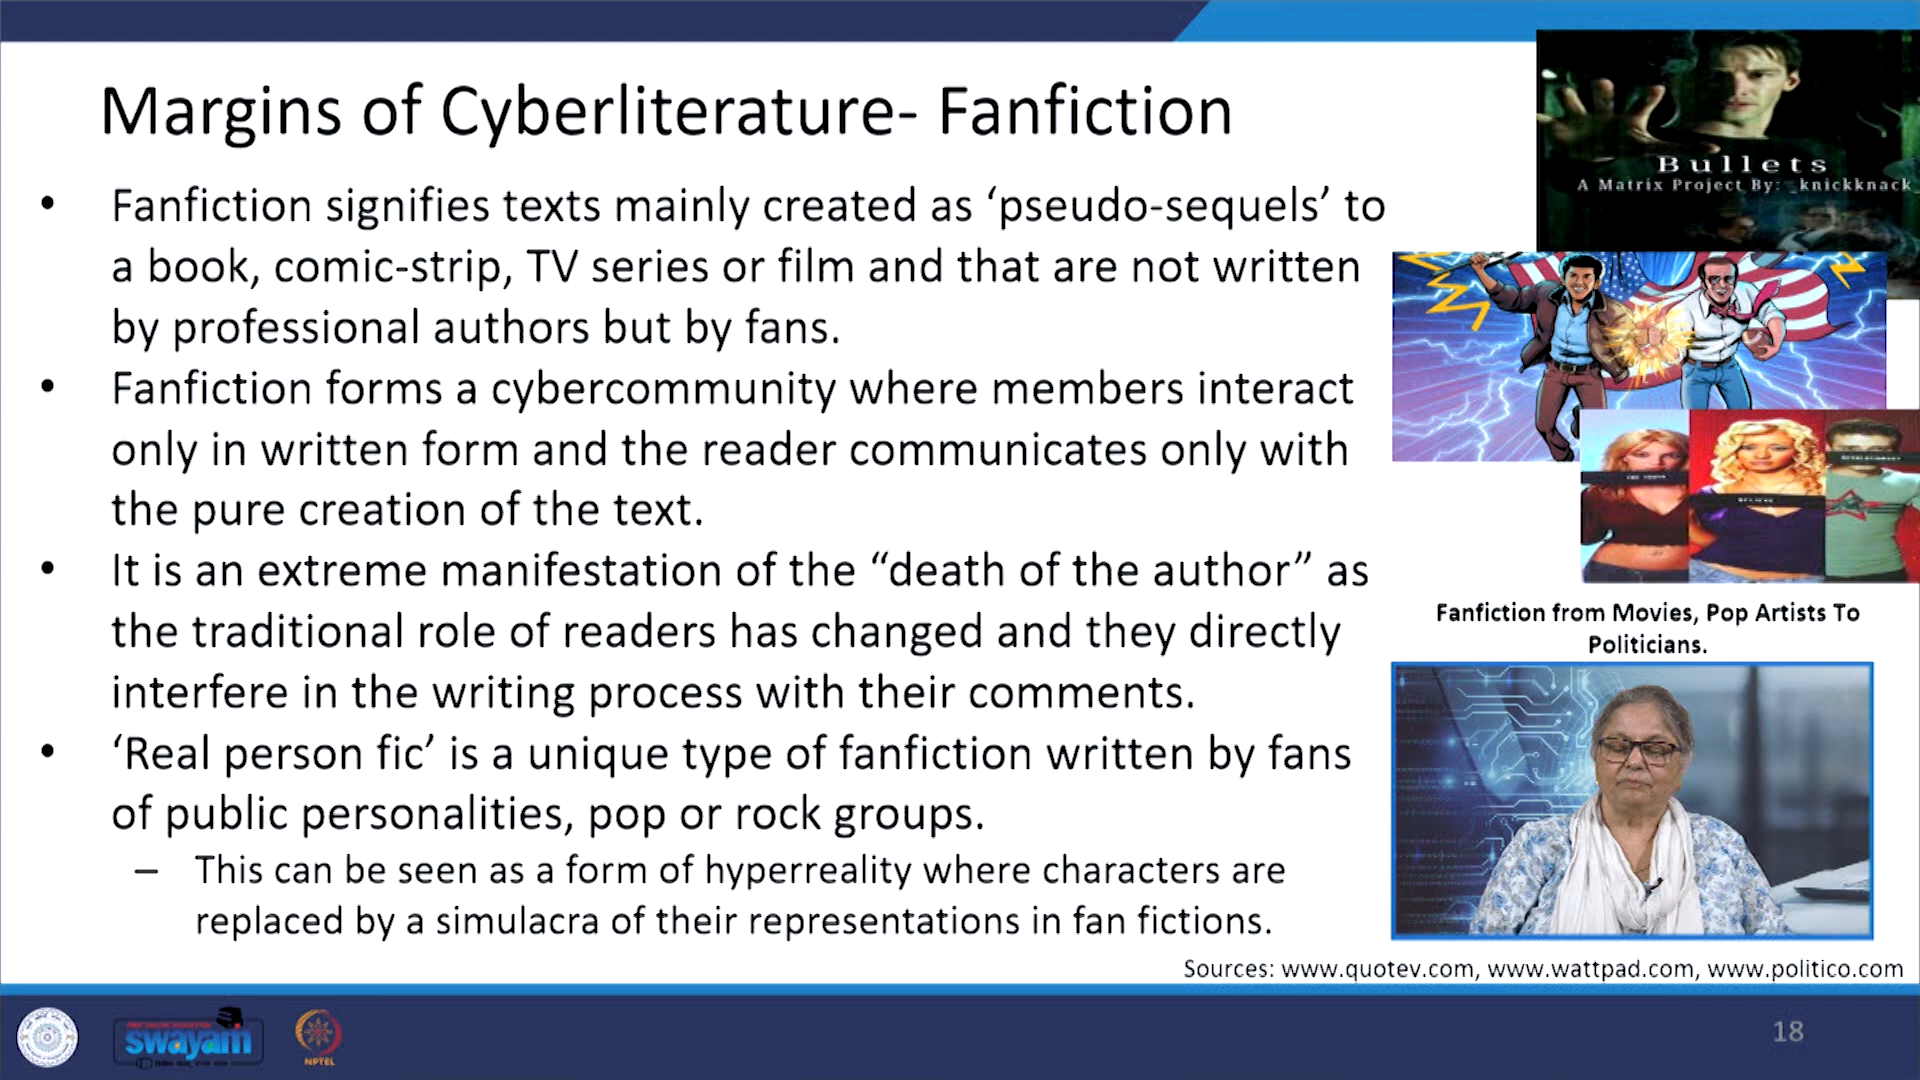 Margins of Cyberliterature- Fanfiction
• Fanfiction signifies texts mainly created as ‘pseudo-sequels’ to
a book, comic-strip, TV series or film and that are not written
by professional authors but by fans.
• Fanfiction forms a cybercommunity where members interact
only in written form and the reader communicates only with
the pure creation of the text.
• It is an extreme manifestation of the “death of the author” as
the traditional role of readers has changed and they directly
interfere in the writing process with their comments.
• ‘Real person fic’ is a unique type of fanfiction written by fans
of public personalities, pop or rock groups.
– This can be seen as a form of hyperreality where characters are
replaced by a simulacra of their representations in fan fictions.
Bullets
A Matrix Project By: _knickknack_
Fanfiction from Movies, Pop Artists To
Politicians.
Sources: www.quotev.com, www.wattpad.com, www.politico.com
swayam
NPTEL
18